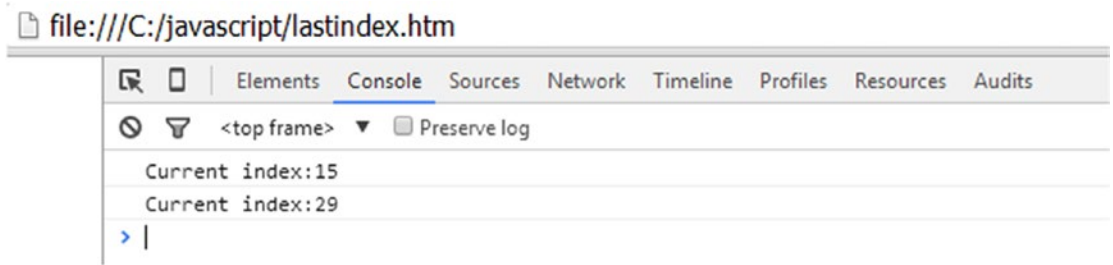 file:///C:/javascript/lastindex.htm
Elements Console Sources Network Timeline Profiles Resources Audits
<top frame> ▼ Preserve log
Current index:15
Current index:29
>